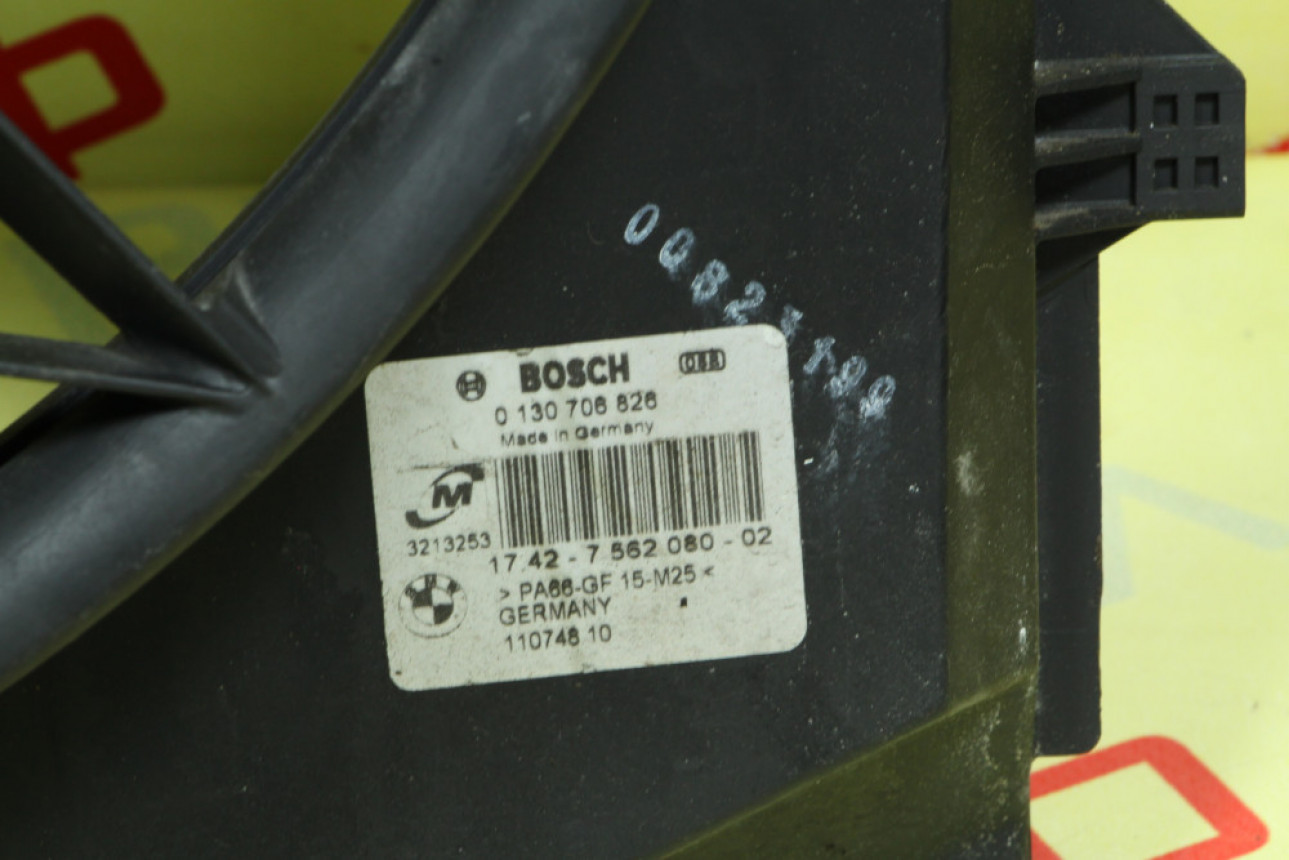 BOSCH
0 130 706 826
Made in Germany
M
3213253
17.42 - 7 562 080 - 02
> PA66-GF 15-M25 <
GERMANY
110748 10